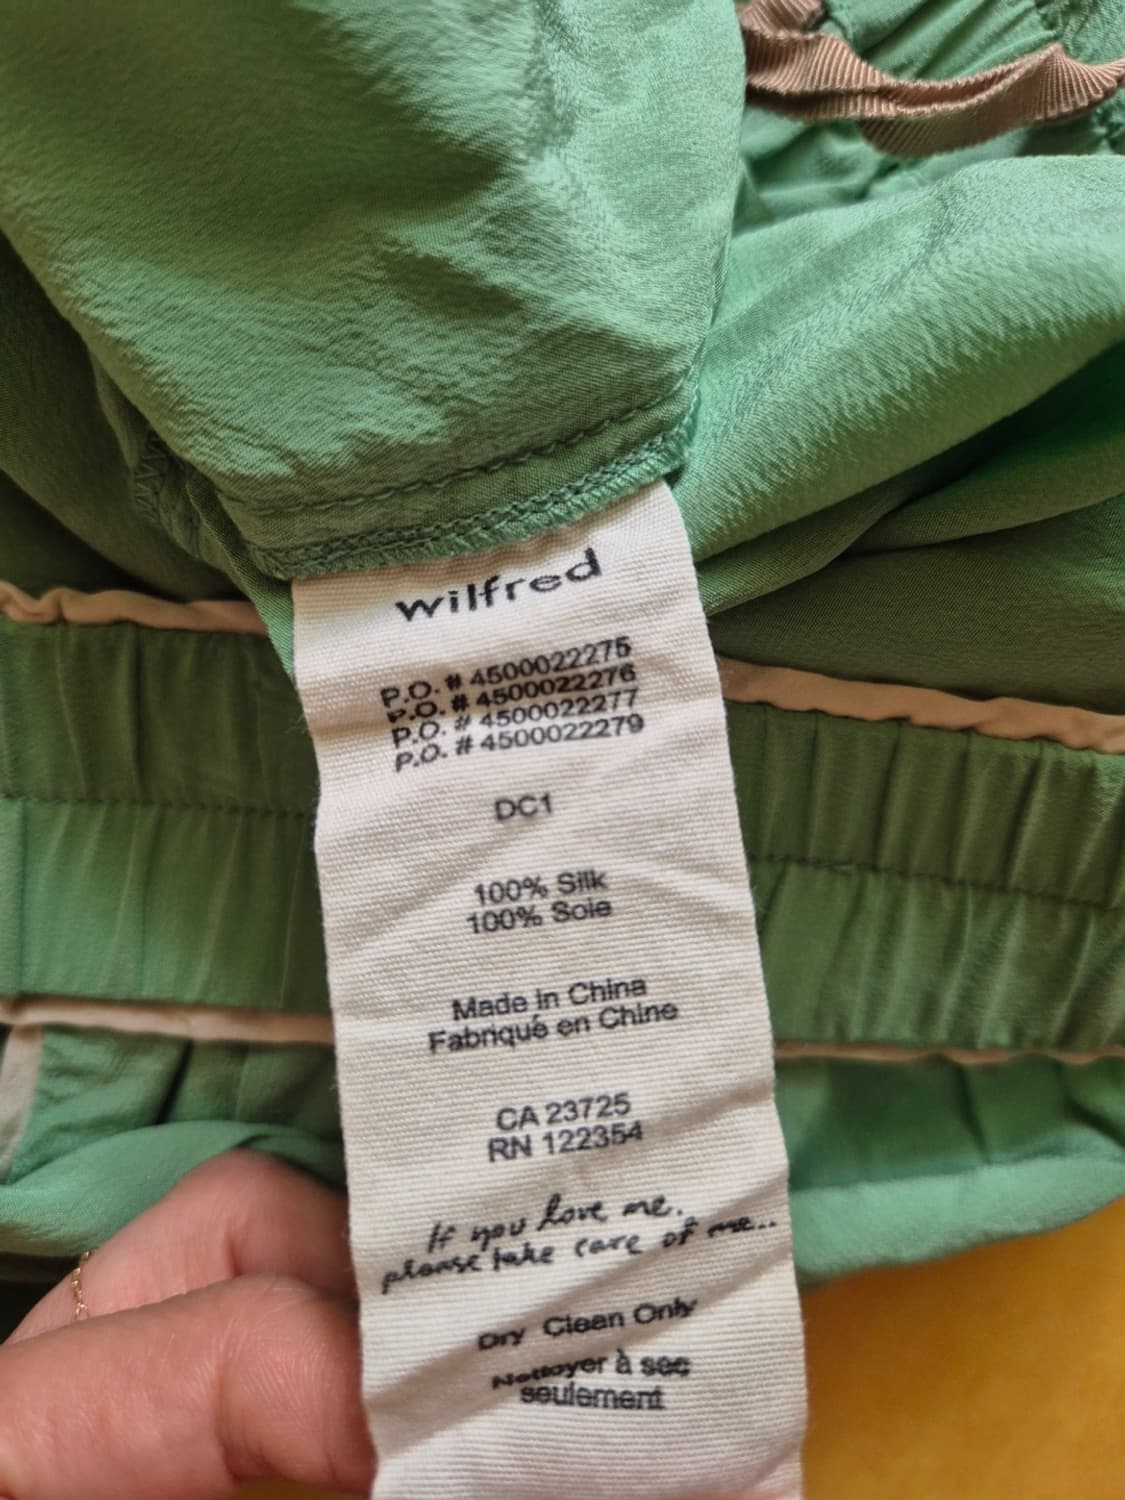 wilfred
P.O. # 4500022275
P.O. # 4500022276
P.O. # 4500022277
P.O. # 4500022279
DC1
100% Silk
100% Soie
Made in China
Fabriqué en Chine
CA 23725
RN 122354
If you love me.
please take care of me...
Dry Clean Only
Nettoyer à sec
seulement